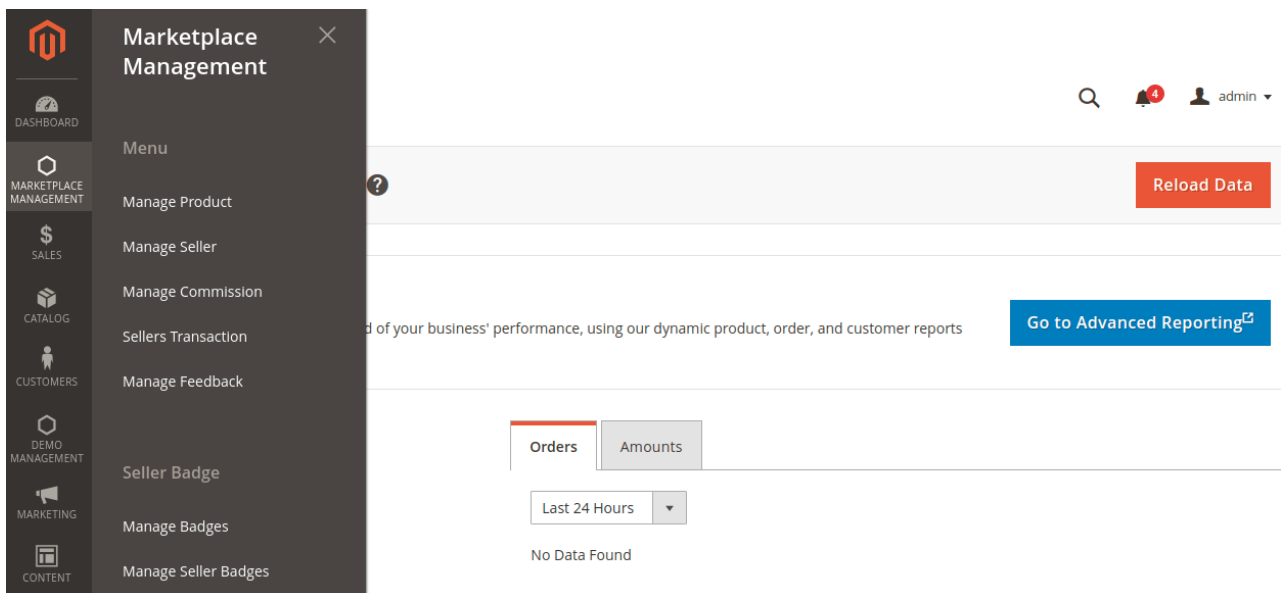 Marketplace
Management
DASHBOARD
MARKETPLACE
MANAGEMENT
SALES
CATALOG
CUSTOMERS
DEMO
MANAGEMENT
MARKETING
CONTENT
Menu
Manage Product
Manage Seller
Manage Commission
Sellers Transaction
Manage Feedback
Seller Badge
Manage Badges
Manage Seller Badges
4
admin
?
Reload Data
d of your business' performance, using our dynamic product, order, and customer reports
Go to Advanced Reporting
Orders
Amounts
Last 24 Hours
No Data Found